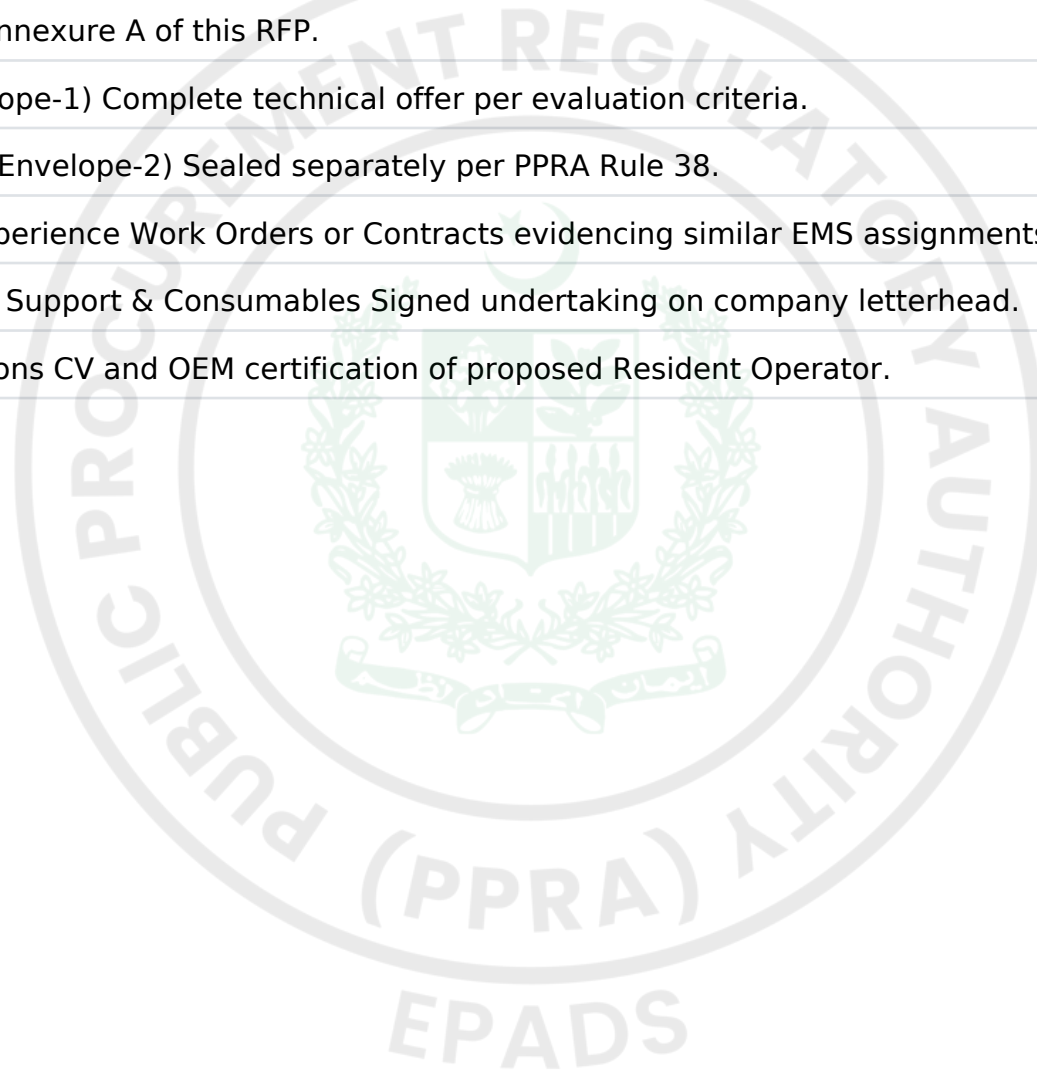 nnexure A of this RFP.
ope-1) Complete technical offer per evaluation criteria.
Envelope-2) Sealed separately per PPRA Rule 38.
perience Work Orders or Contracts evidencing similar EMS assignments
Support & Consumables Signed undertaking on company letterhead.
ons CV and OEM certification of proposed Resident Operator.
PUBLIC PROCUREMENT REGULATORY AUTHORITY
(PPRA)
EPADS